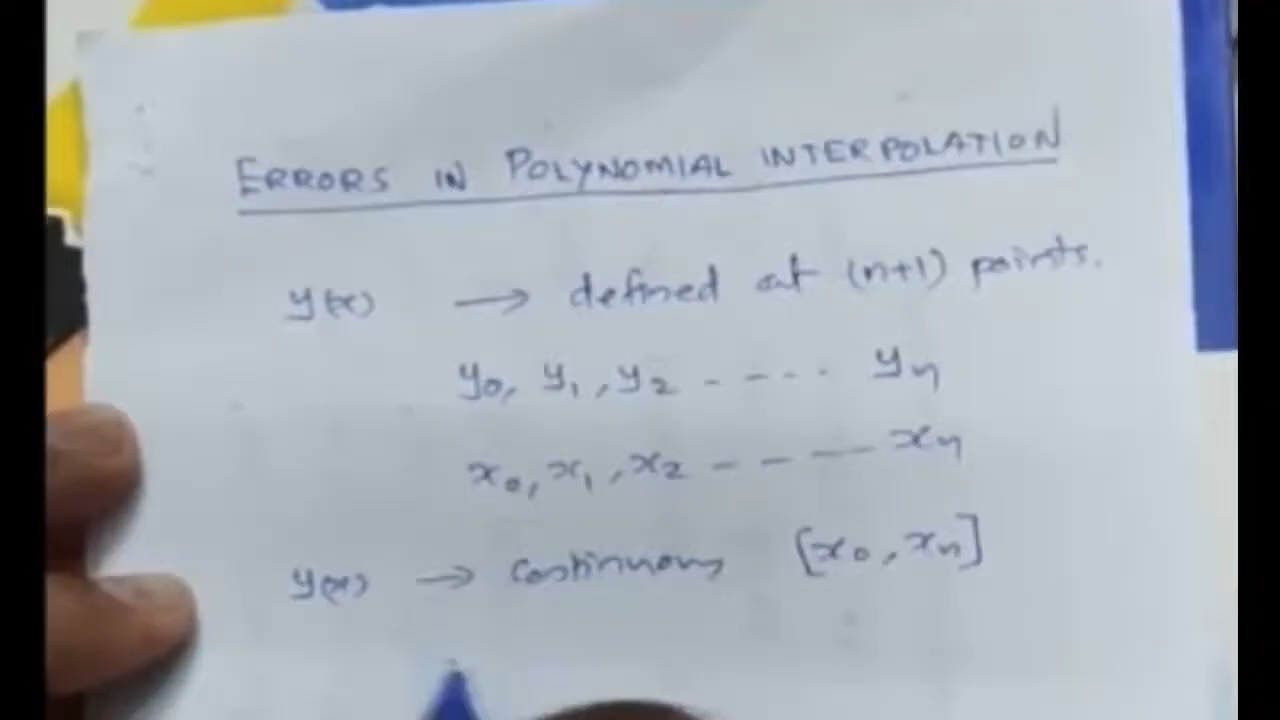 ERRORS IN POLYNOMIAL INTERPOLATION
y(x) → defined at (n+1) points.
y₀, y₁, y₂ - - - - . yₙ
x₀, x₁, x₂ - - - — xₙ
y(x) → continuous [x₀, xₙ]